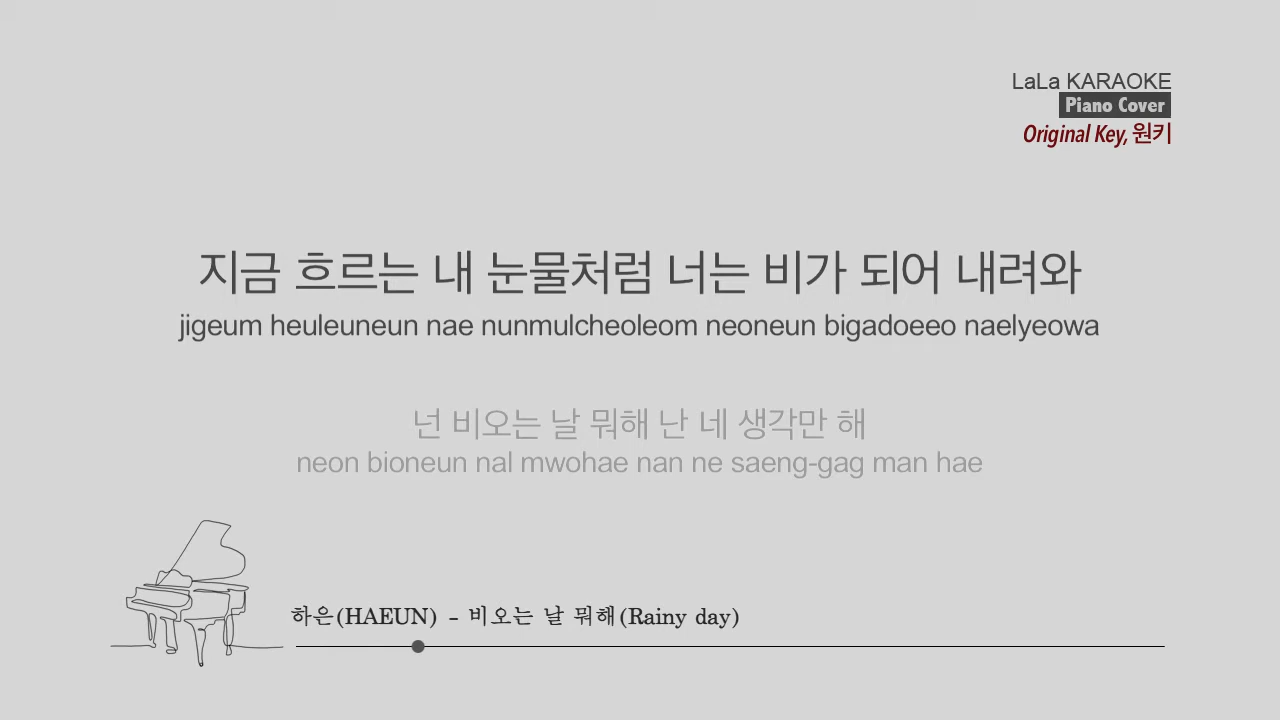 LaLa KARAOKE
Piano Cover
Original Key, 원키
지금 흐르는 내 눈물처럼 너는 비가 되어 내려와
jigeum heuleuneun nae nunmulcheoleom neoneun bigadoeeo naelyeowa
넌 비오는 날 뭐해 난 네 생각만 해
neon bioneun nal mwohae nan ne saeng-gag man hae
하은(HAEUN) - 비오는 날 뭐해(Rainy day)